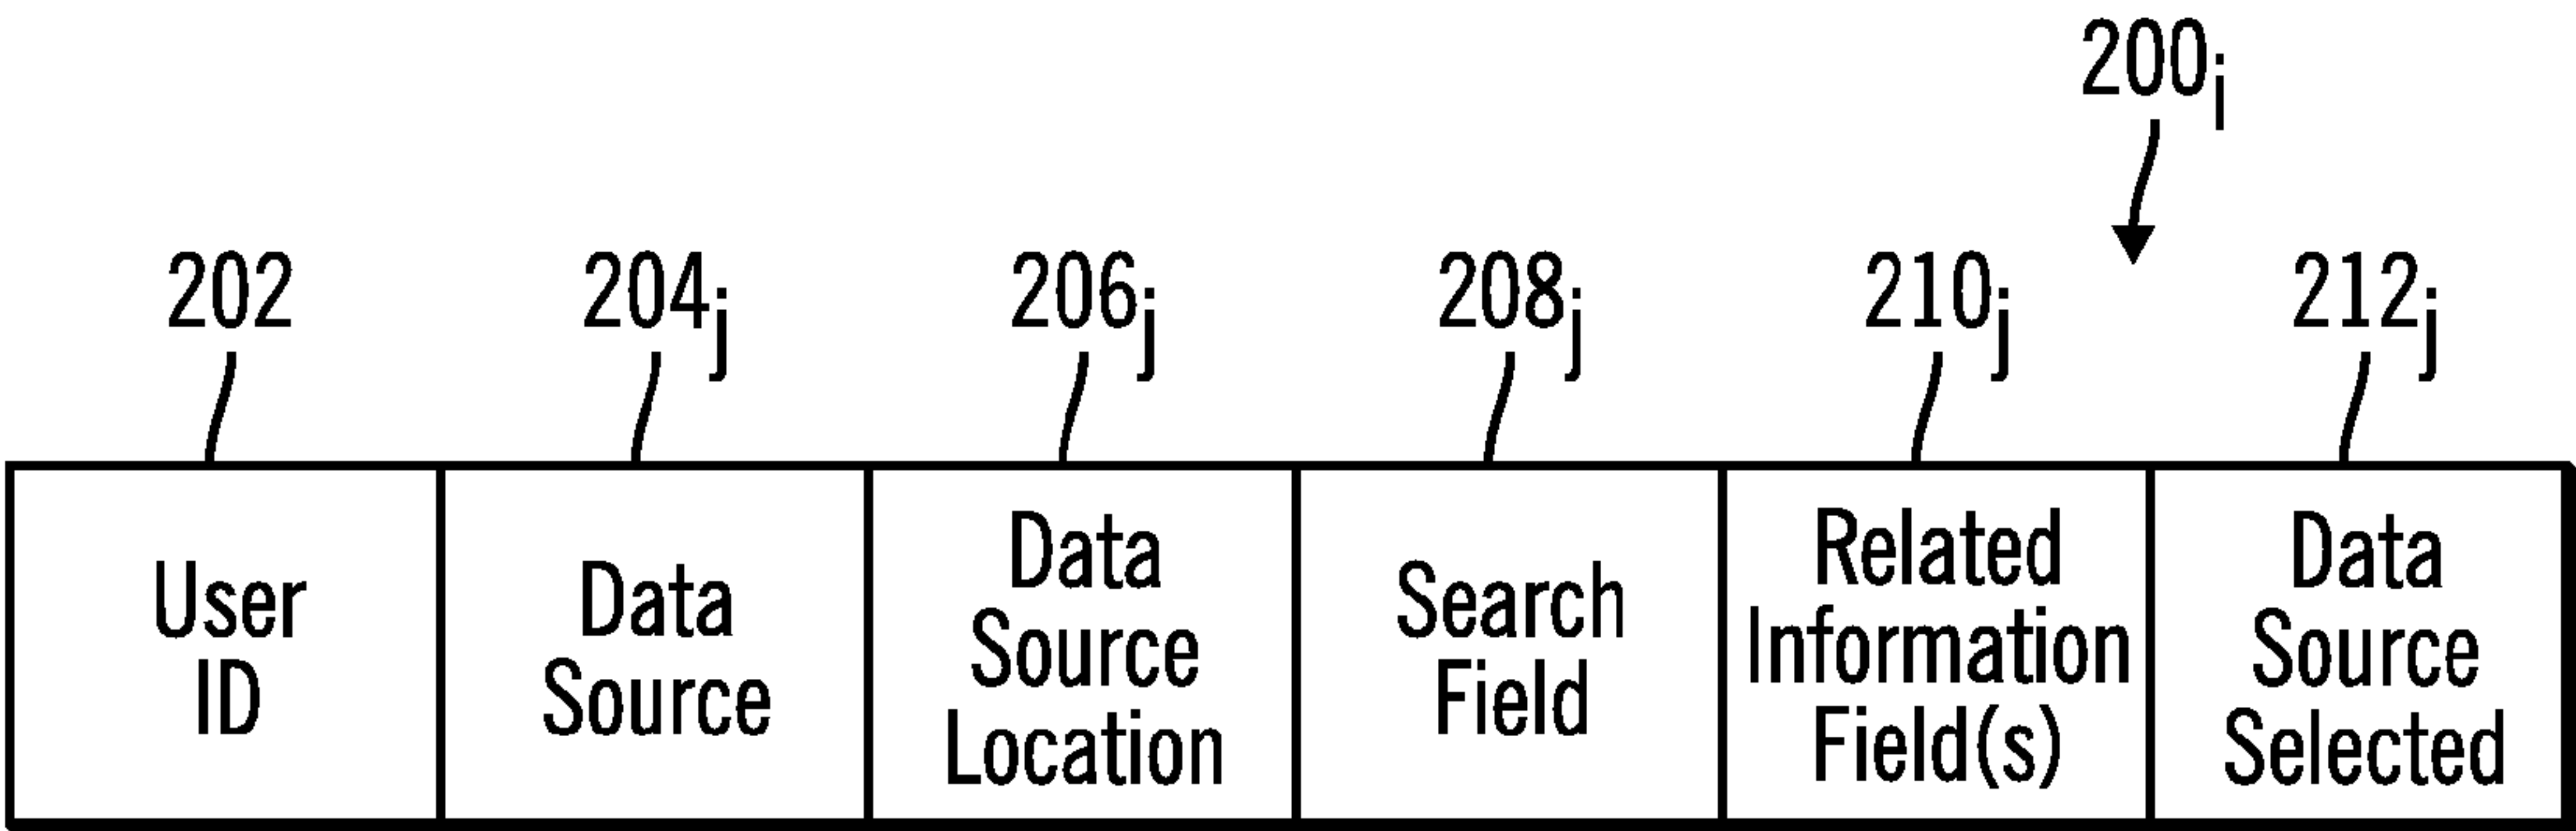 200i
202 204j 206j 208j 210j 212j
User
ID
Data
Source
Data
Source
Location
Search
Field
Related
Information
Field(s)
Data
Source
Selected